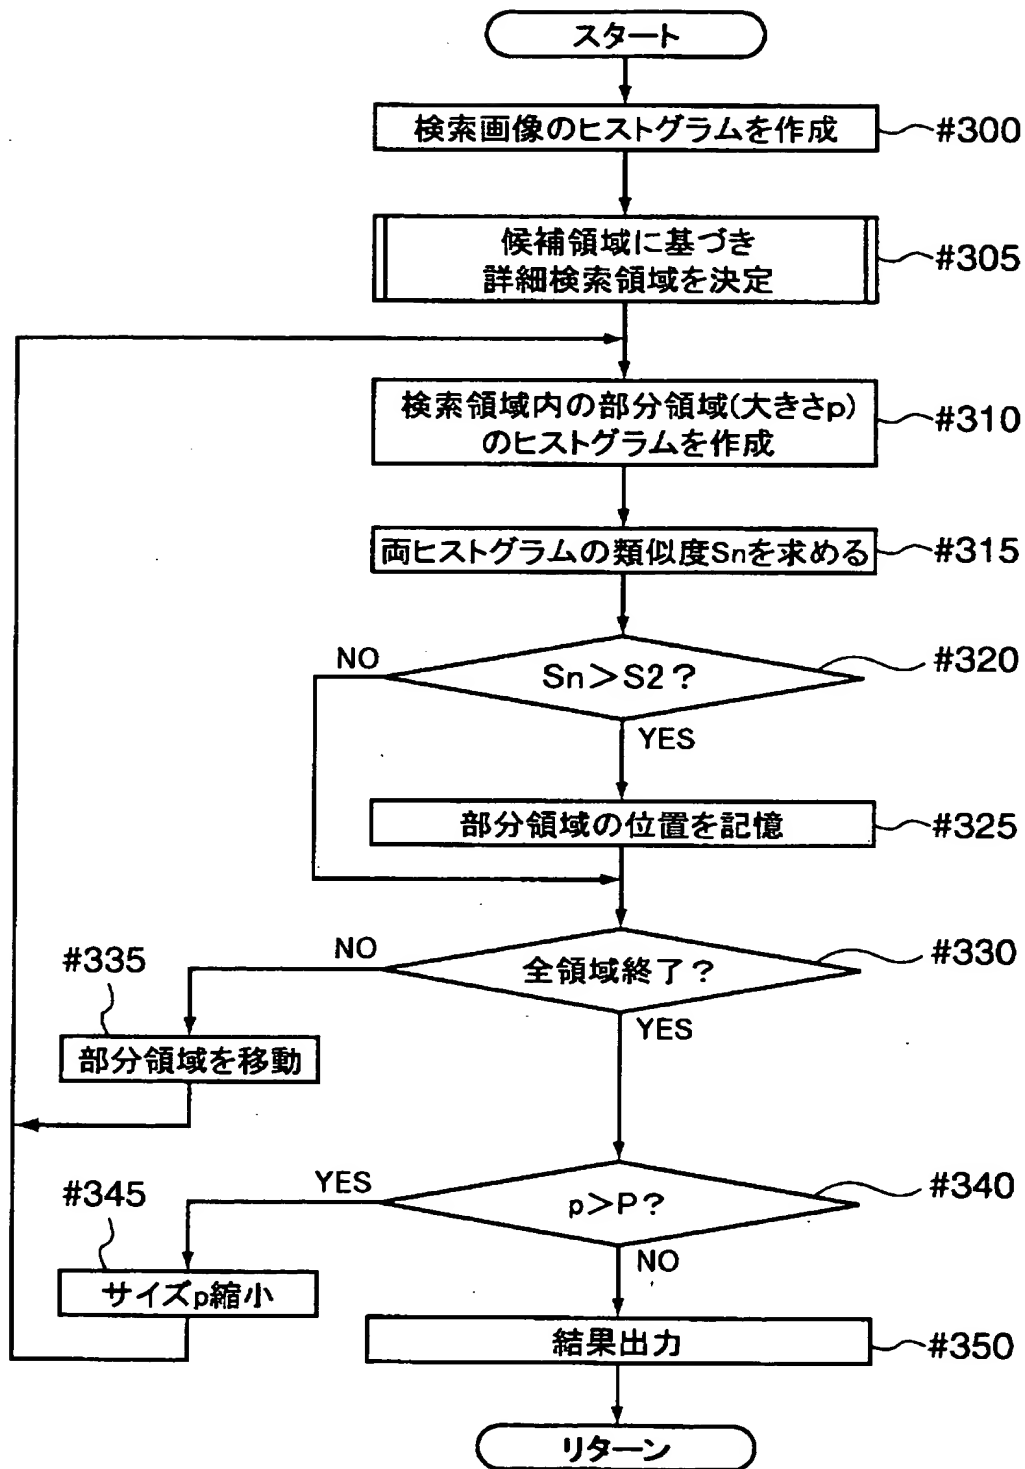 スタート
検索画像のヒストグラムを作成
#300
候補領域に基づき
詳細検索領域を決定
#305
検索領域内の部分領域(大きさp)
のヒストグラムを作成
#310
両ヒストグラムの類似度Snを求める
#315
Sn>S2?
#320
NO
YES
部分領域の位置を記憶
#325
全領域終了?
#330
NO
YES
#335
部分領域を移動
p>P?
#340
YES
NO
#345
サイズp縮小
結果出力
#350
リターン